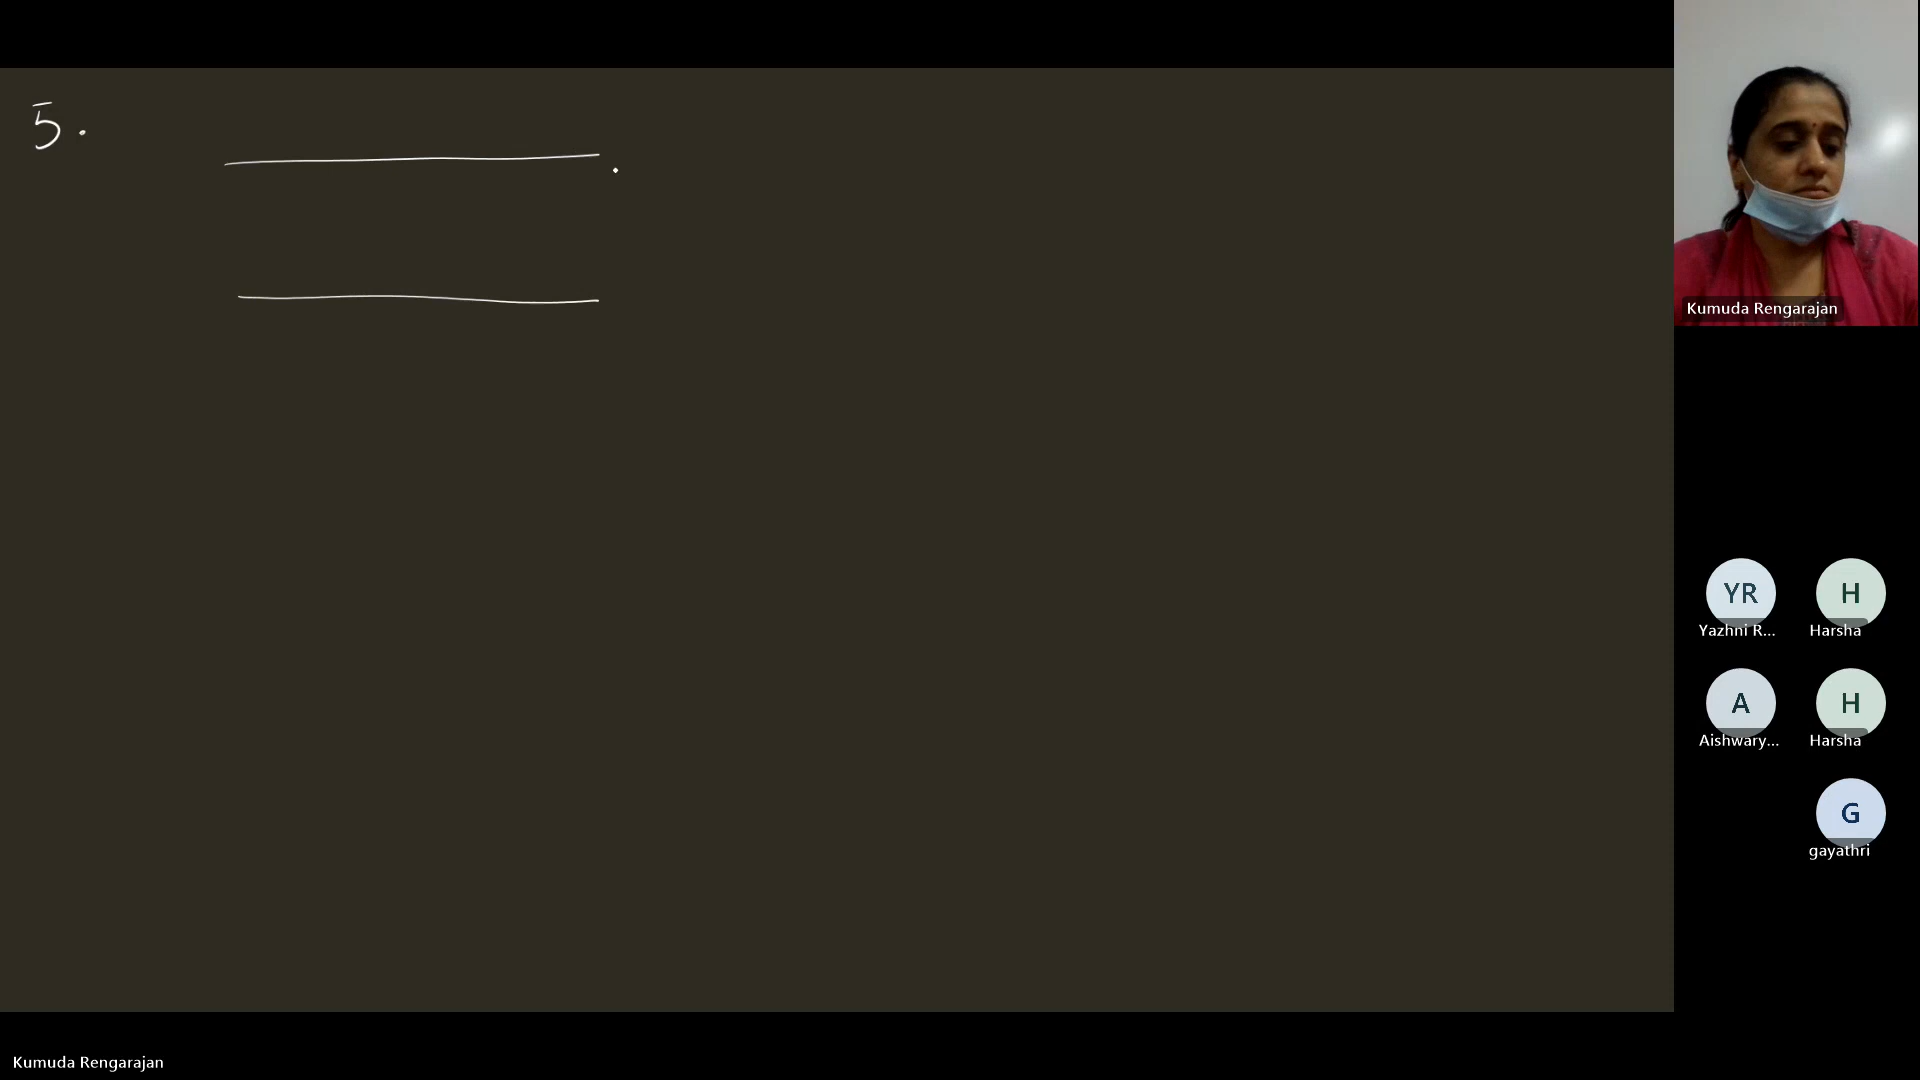 5.
Kumuda Rengarajan
YR
H
Yazhni R...
Harsha
A
H
Aishwary...
Harsha
G
gayathri
Kumuda Rengarajan